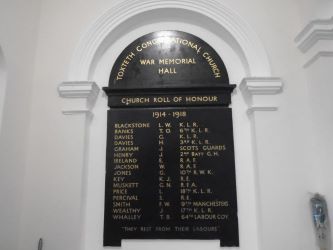 TOXTETH CONGREGATIONAL CHURCH
WAR MEMORIAL
HALL
CHURCH ROLL OF HONOUR
1914 - 1918
BLACKSTONE L. W. K. L. R.
BANKS T. O. 6TH K. L. R.
DAVIES G. K. L. R.
DAVIES H. 3RD K. L. R.
GRAHAM J. SCOTS GUARDS
HENRY J. 2ND BATT G. H.
IRELAND E. R. A. F.
JACKSON W. R. A. F.
JONES G. 10TH R. W. K.
KEY K. J. R. E.
MUSKETT G. N. R. F. A.
PRICE L. 18TH K. L. R.
PERCIVAL S. R. E.
SMITH F. W. 9TH MANCHESTERS
WEALTHY J. 17TH K. L. R.
WHALLEY T. B. 64TH LABOUR COY
"THEY REST FROM THEIR LABOURS"